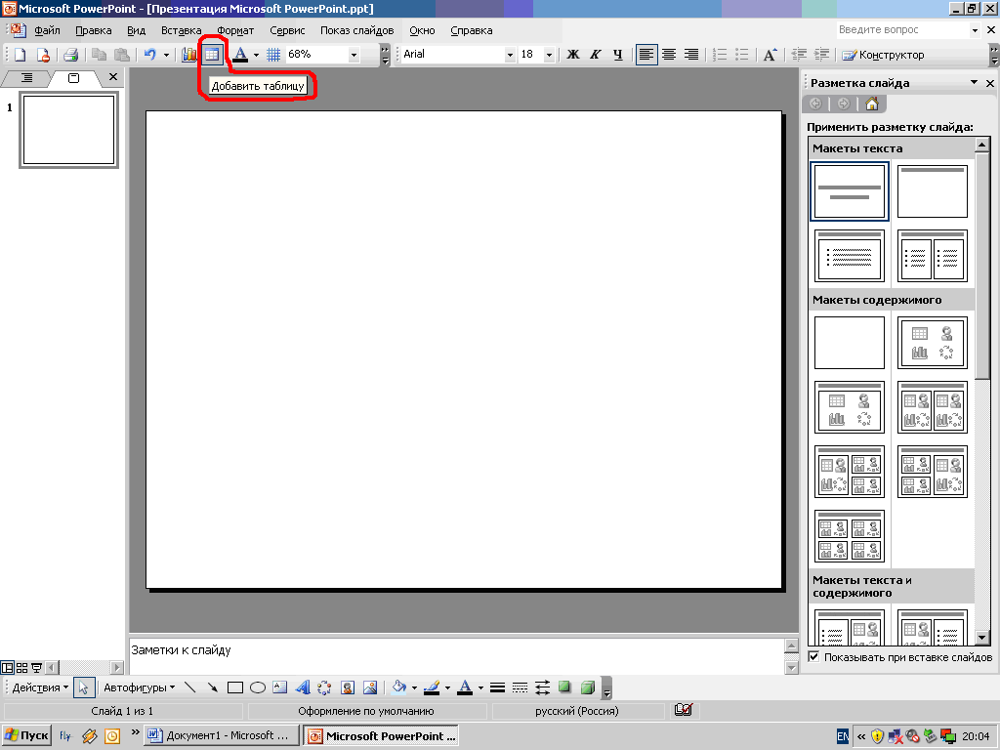 Microsoft PowerPoint - [Презентация Microsoft PowerPoint.ppt]
Файл Правка Вид Вставка Формат Сервис Показ слайдов Окно Справка Введите вопрос
68% Arial 18 Ж К Ч А Конструктор
Добавить таблицу
Разметка слайда
1
Применить разметку слайда:
Макеты текста
Макеты содержимого
Макеты текста и
содержимого
Заметки к слайду
Показывать при вставке слайдов
Действия Автофигуры
Слайд 1 из 1 Оформление по умолчанию русский (Россия)
Пуск fly Документ1 - Microsoft ... Microsoft PowerPoint ... EN 20:04